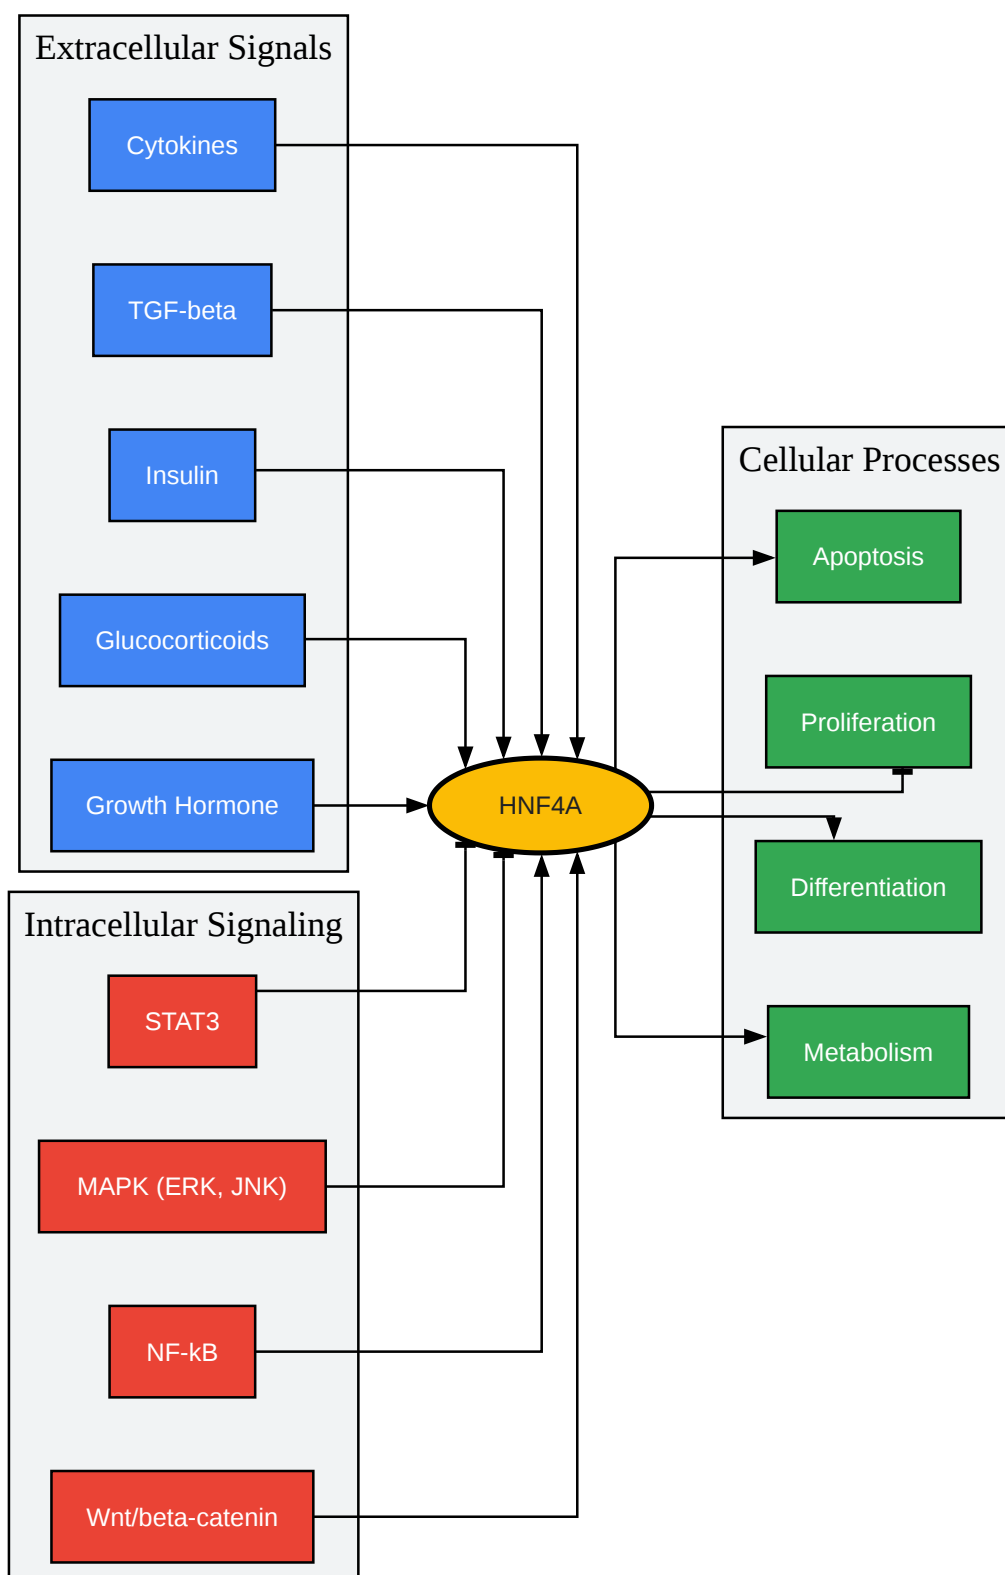 Extracellular Signals
Cytokines
TGF-beta
Insulin
Glucocorticoids
Growth Hormone
Intracellular Signaling
STAT3
MAPK (ERK, JNK)
NF-kB
Wnt/beta-catenin
HNF4A
Cellular Processes
Apoptosis
Proliferation
Differentiation
Metabolism